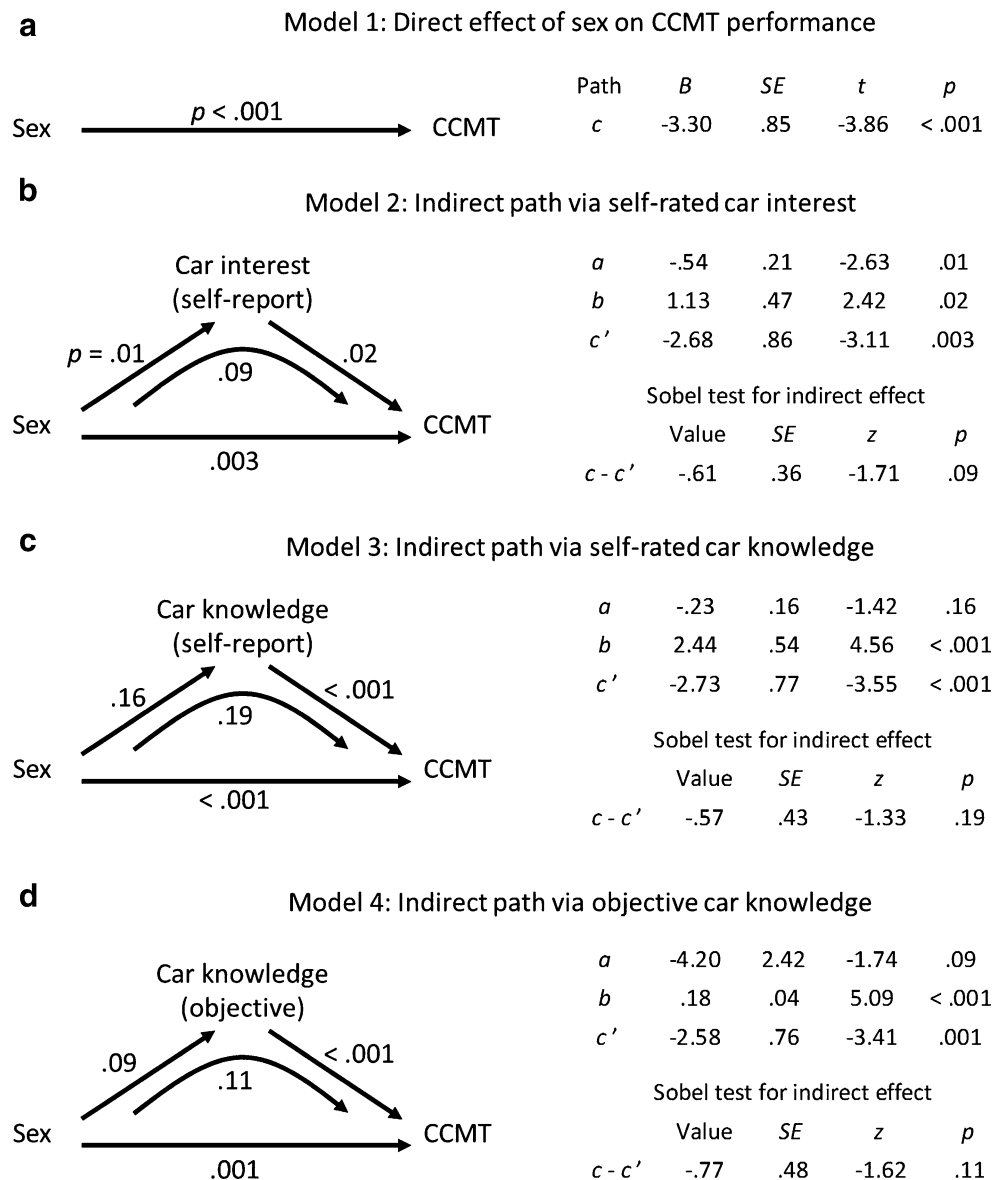 a
Model 1: Direct effect of sex on CCMT performance
Path B SE t p
Sex p < .001 CCMT c -3.30 .85 -3.86 < .001
b
Model 2: Indirect path via self-rated car interest
Car interest
(self-report)
a -.54 .21 -2.63 .01
b 1.13 .47 2.42 .02
c’ -2.68 .86 -3.11 .003
p = .01 .09 .02
Sex CCMT
.003
Sobel test for indirect effect
Value SE z p
c - c’ -.61 .36 -1.71 .09
c
Model 3: Indirect path via self-rated car knowledge
Car knowledge
(self-report)
a -.23 .16 -1.42 .16
b 2.44 .54 4.56 < .001
c’ -2.73 .77 -3.55 < .001
.16 .19 < .001
Sex CCMT
< .001
Sobel test for indirect effect
Value SE z p
c - c’ -.57 .43 -1.33 .19
d
Model 4: Indirect path via objective car knowledge
Car knowledge
(objective)
a -4.20 2.42 -1.74 .09
b .18 .04 5.09 < .001
c’ -2.58 .76 -3.41 .001
.09 .11 < .001
Sex CCMT
.001
Sobel test for indirect effect
Value SE z p
c - c’ -.77 .48 -1.62 .11